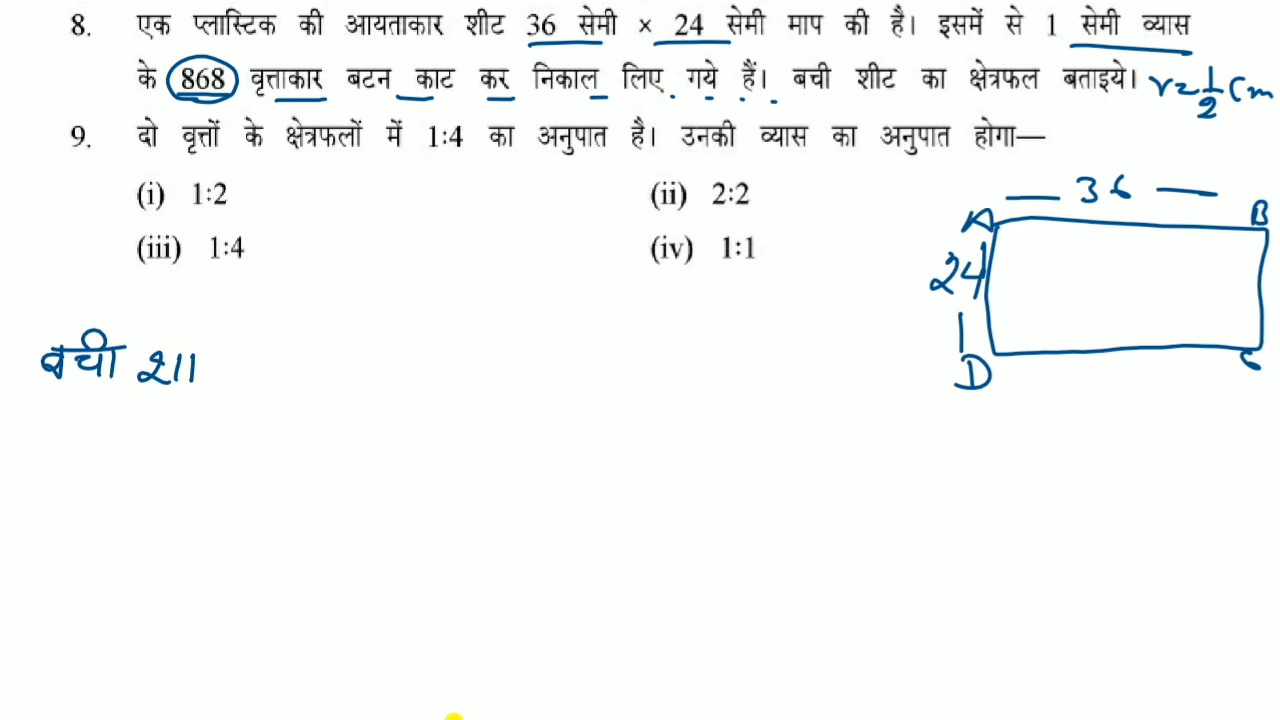 8. एक प्लास्टिक की आयताकार शीट 36 सेमी × 24 सेमी माप की है। इसमें से 1 सेमी व्यास
के 868 वृत्ताकार बटन काट कर निकाल लिए गये हैं। बची शीट का क्षेत्रफल बताइये। r=1/2 Cm
9. दो वृत्तों के क्षेत्रफलों में 1:4 का अनुपात है। उनकी व्यास का अनुपात होगा—
(i) 1:2 (ii) 2:2
(iii) 1:4 (iv) 1:1
36
A B
24
D C
बची